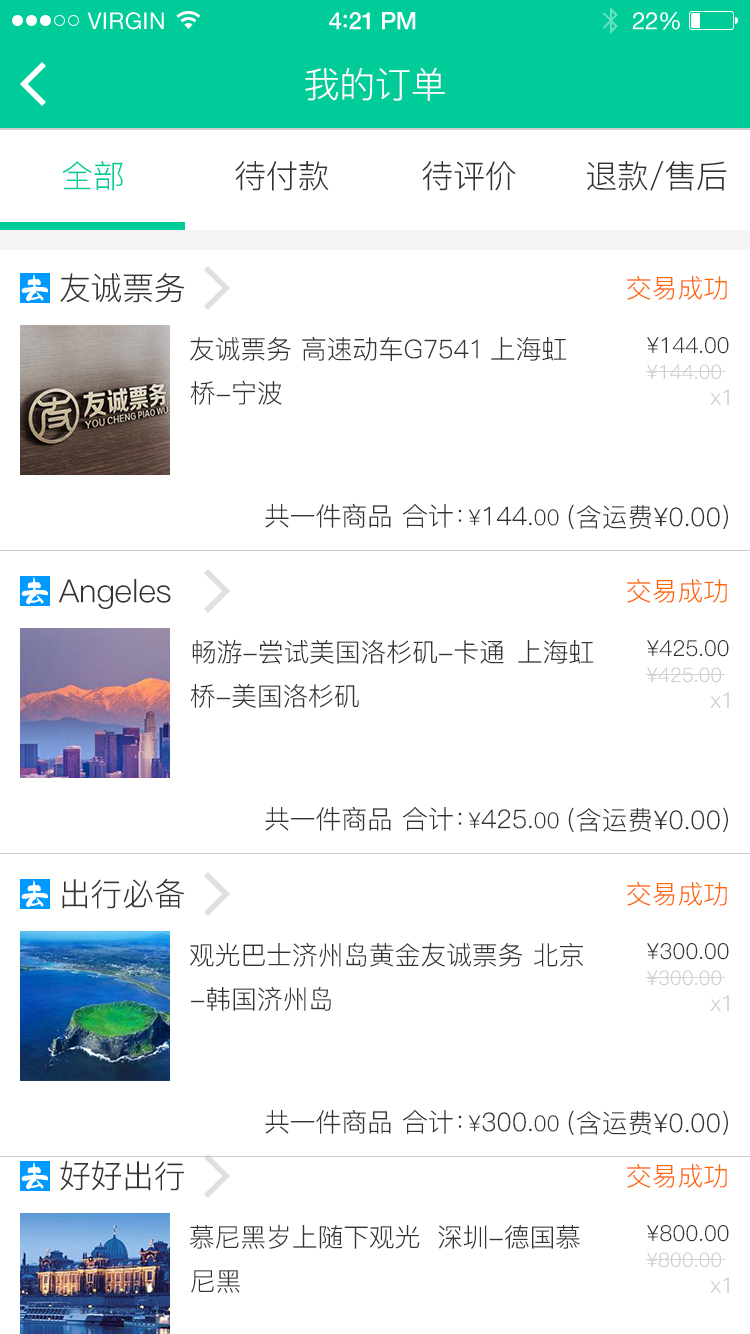 VIRGIN 4:21 PM 22%
我的订单
全部 待付款 待评价 退款/售后
去 友诚票务 交易成功
友诚票务
YOU CHENG PIAO WU
友诚票务 高速动车G7541 上海虹 ¥144.00
¥144.00
桥-宁波 x1
共一件商品 合计:¥144.00 (含运费¥0.00)
去 Angeles 交易成功
畅游-尝试美国洛杉矶-卡通 上海虹 ¥425.00
¥425.00
桥-美国洛杉矶 x1
共一件商品 合计:¥425.00 (含运费¥0.00)
去 出行必备 交易成功
观光巴士济州岛黄金友诚票务 北京 ¥300.00
¥300.00
-韩国济州岛 x1
共一件商品 合计:¥300.00 (含运费¥0.00)
去 好好出行 交易成功
慕尼黑岁上随下观光 深圳-德国慕 ¥800.00
¥800.00
尼黑 x1